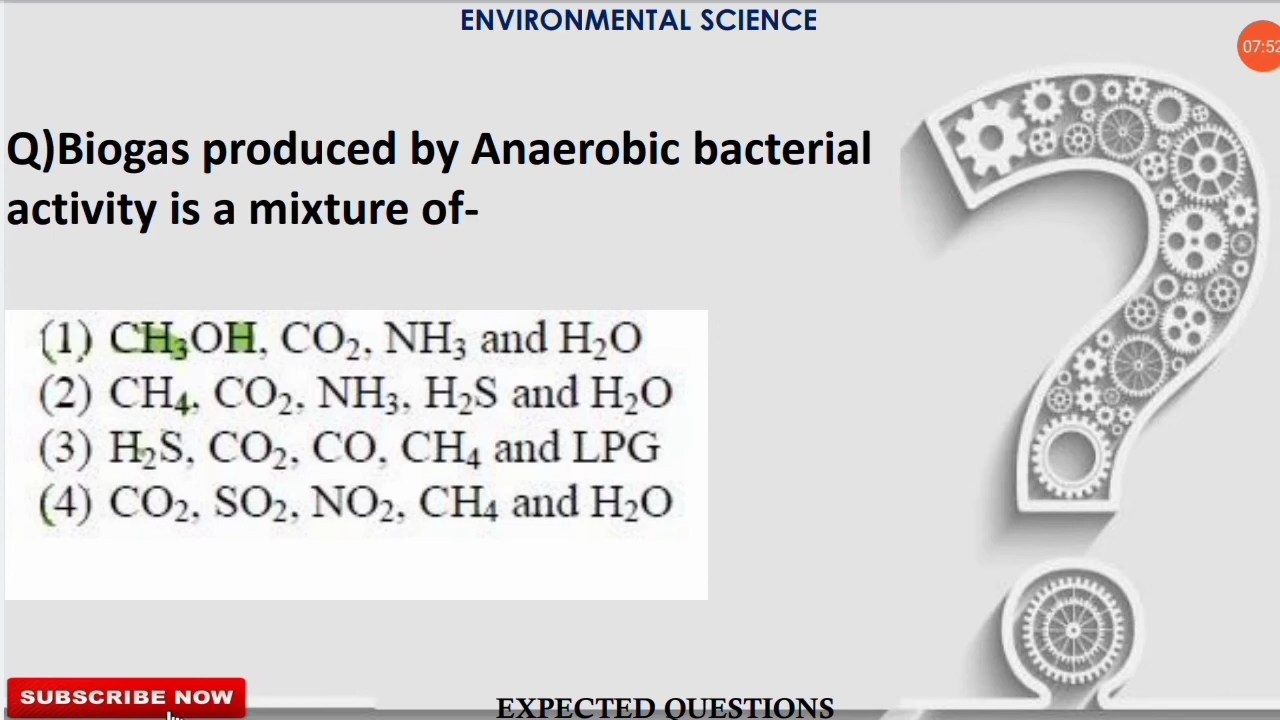 ENVIRONMENTAL SCIENCE
07:52
Q)Biogas produced by Anaerobic bacterial
activity is a mixture of-
(1) CH₃OH, CO₂, NH₃ and H₂O
(2) CH₄, CO₂, NH₃, H₂S and H₂O
(3) H₂S, CO₂, CO, CH₄ and LPG
(4) CO₂, SO₂, NO₂, CH₄ and H₂O
SUBSCRIBE NOW
EXPECTED QUESTIONS